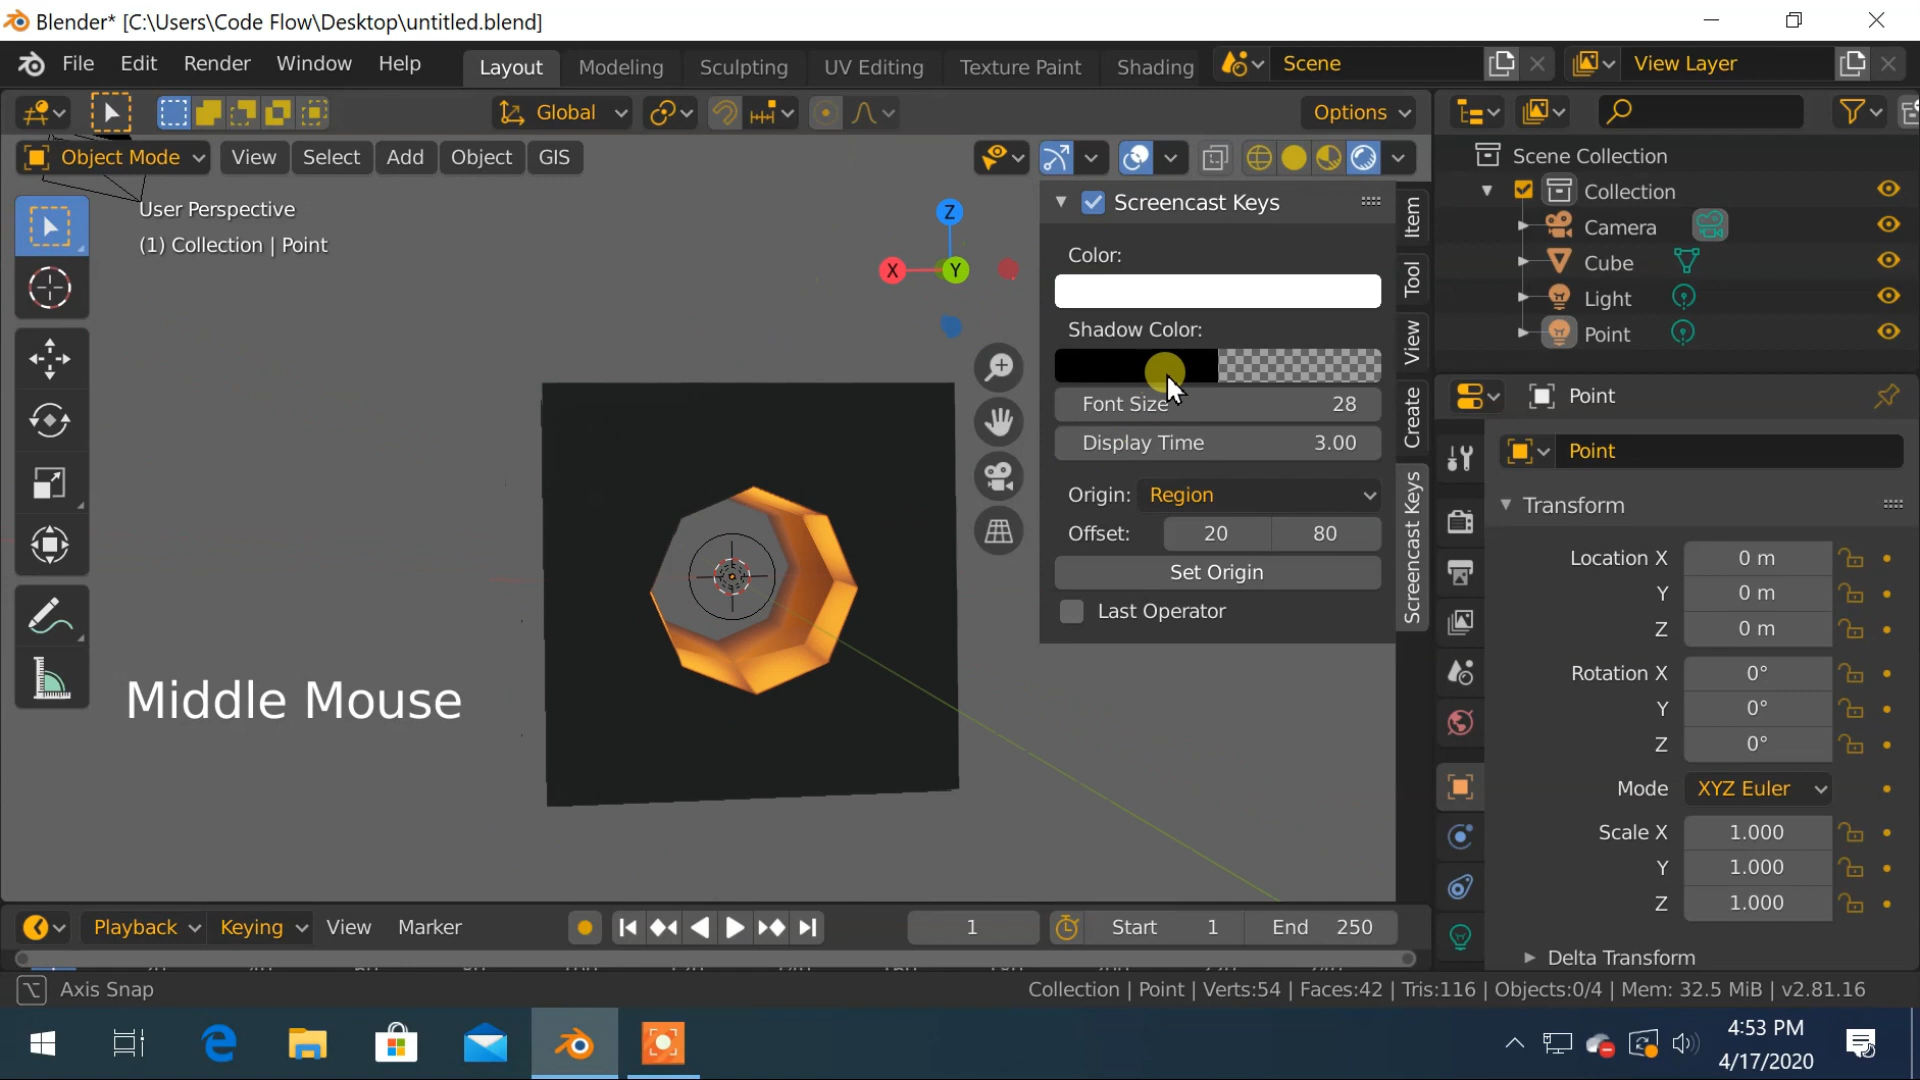 Blender* [C:\Users\Code Flow\Desktop\untitled.blend]
File Edit Render Window Help Layout Modeling Sculpting UV Editing Texture Paint Shading Scene View Layer
Global Options
Object Mode View Select Add Object GIS
User Perspective
(1) Collection | Point
Z
X Y
Screencast Keys
Color:
Shadow Color:
Font Size 28
Display Time 3.00
Origin: Region
Offset: 20 80
Set Origin
Last Operator
Item
Tool
View
Create
Screencast Keys
Middle Mouse
Scene Collection
Collection
Camera
Cube
Light
Point
Point
Point
Transform
Location X 0 m
Y 0 m
Z 0 m
Rotation X 0°
Y 0°
Z 0°
Mode XYZ Euler
Scale X 1.000
Y 1.000
Z 1.000
Delta Transform
Playback Keying View Marker 1 Start 1 End 250
Axis Snap Collection | Point | Verts:54 | Faces:42 | Tris:116 | Objects:0/4 | Mem: 32.5 MiB | v2.81.16
4:53 PM
4/17/2020